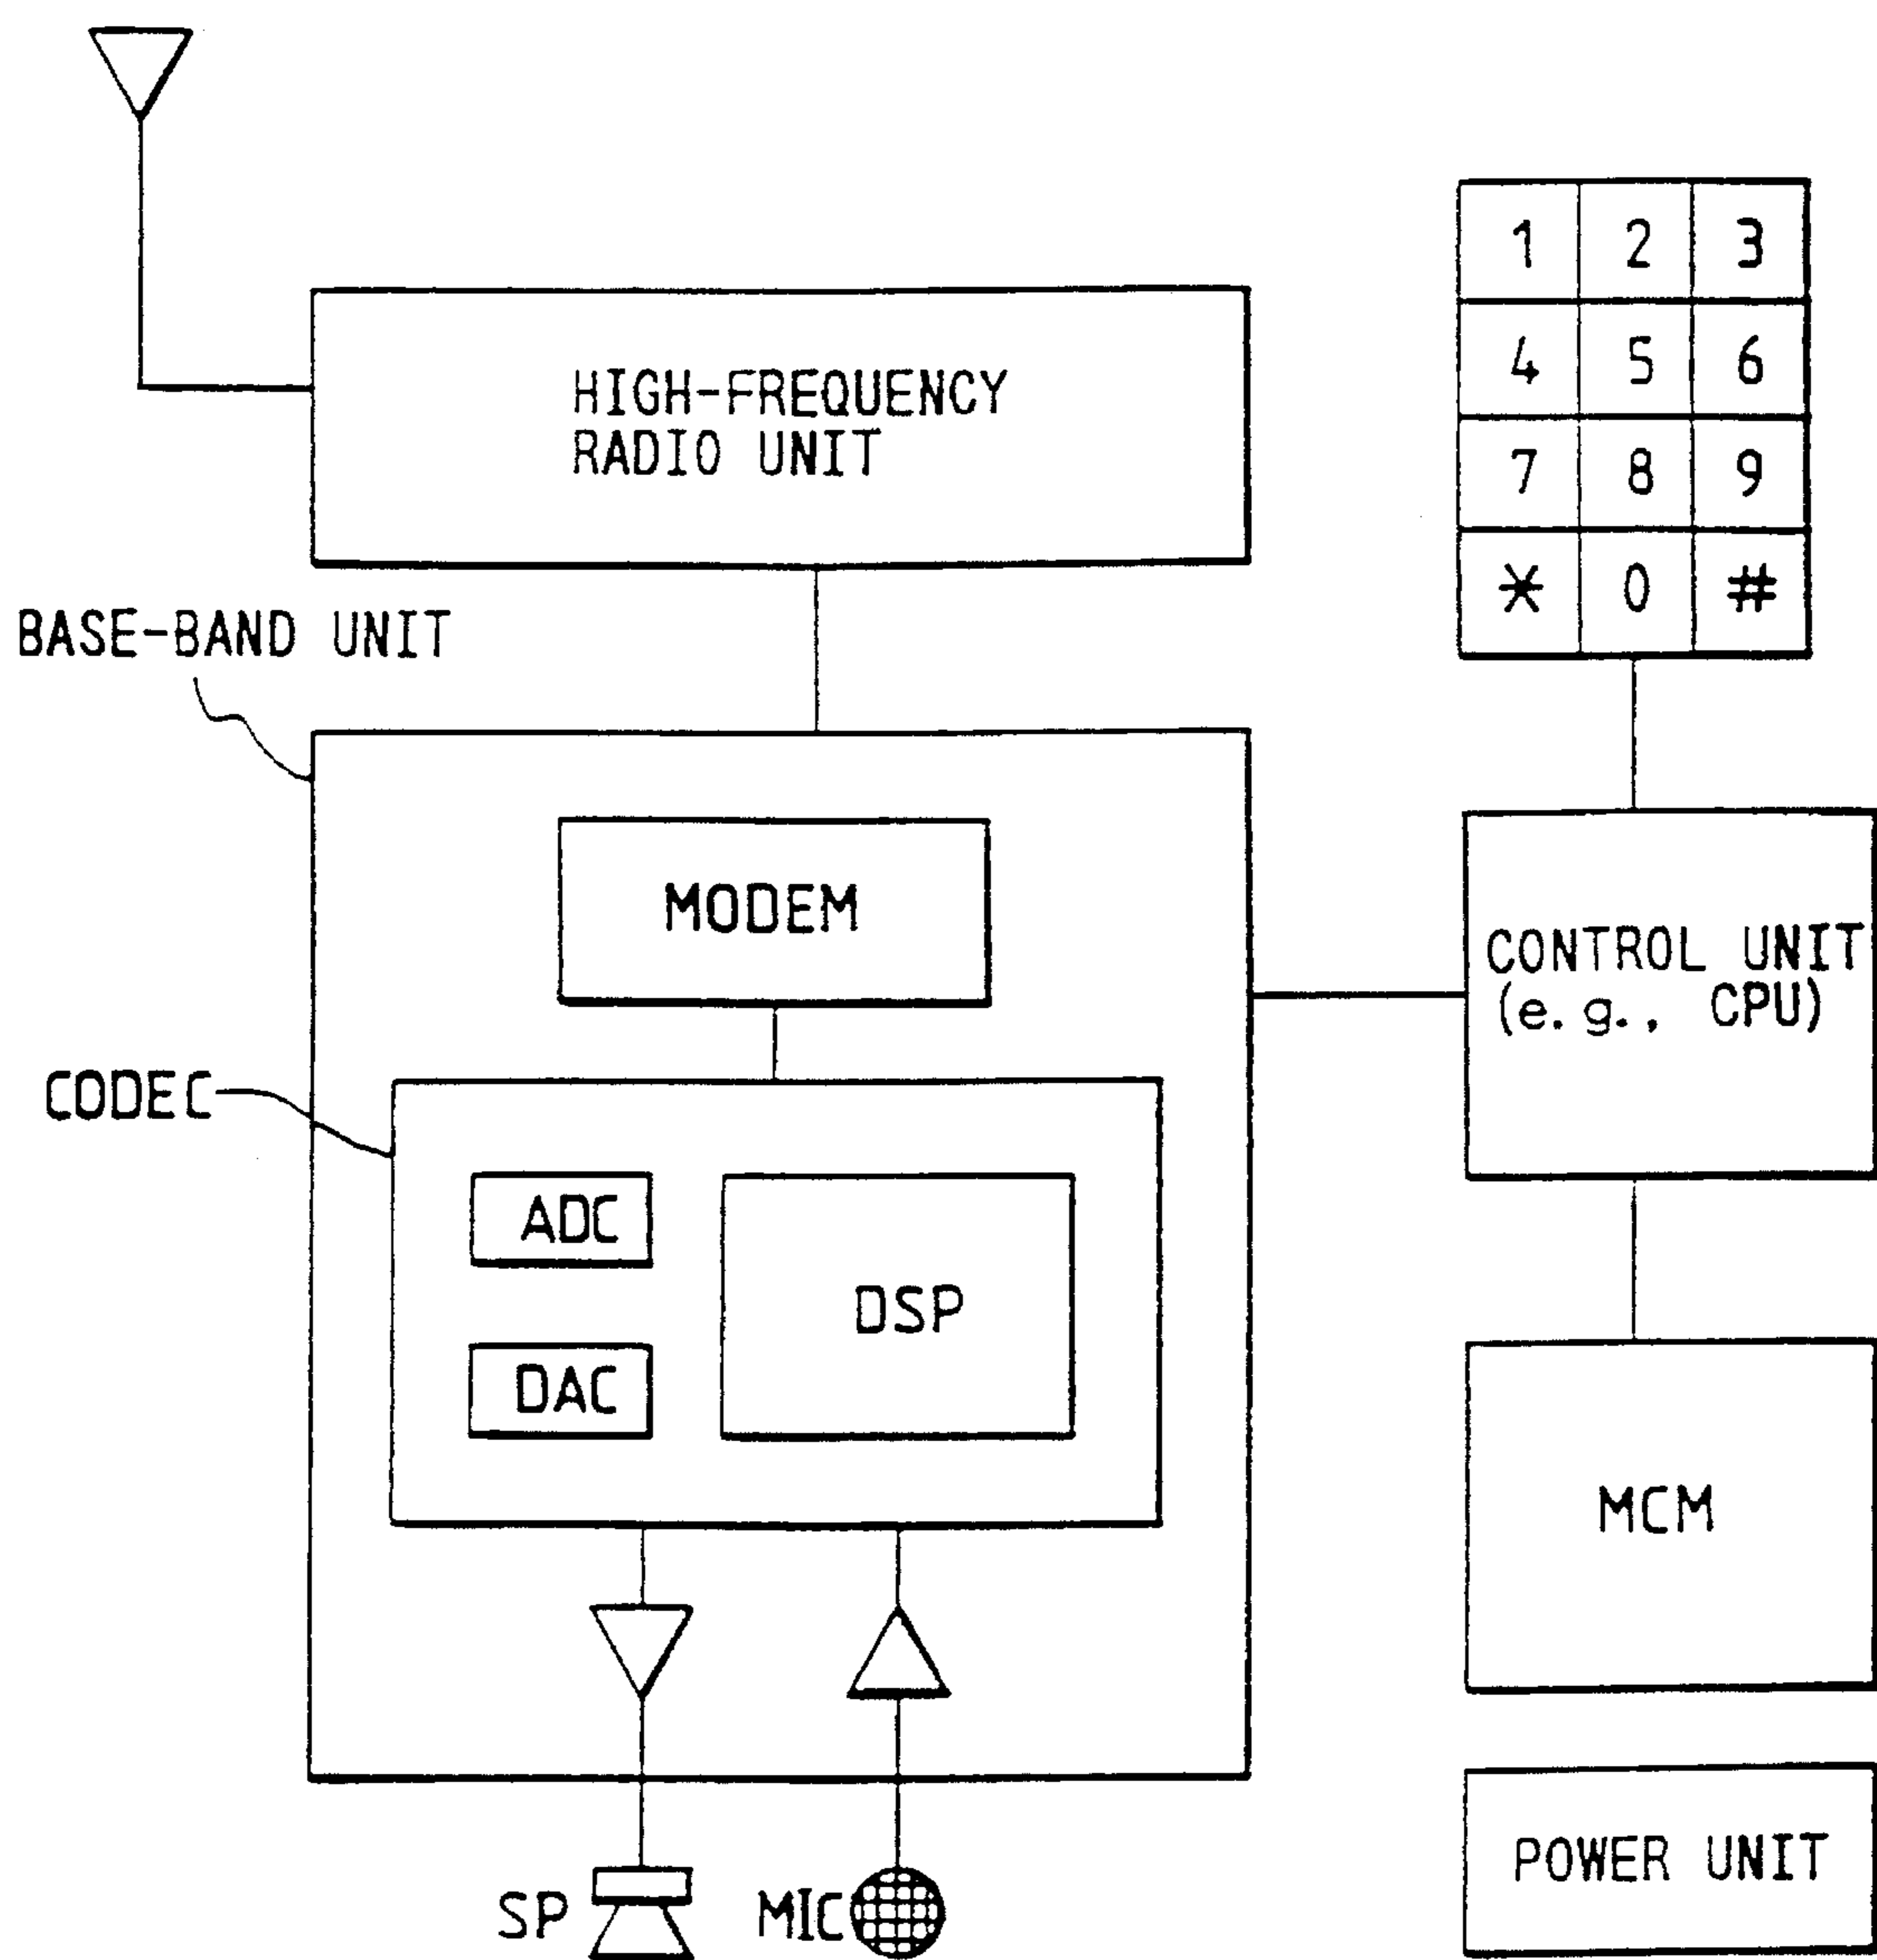 HIGH-FREQUENCY
RADIO UNIT
1 2 3
4 5 6
7 8 9
* 0 #
BASE-BAND UNIT
MODEM
CONTROL UNIT
(e.g., CPU)
CODEC
ADC
DSP
DAC
MCM
SP
MIC
POWER UNIT